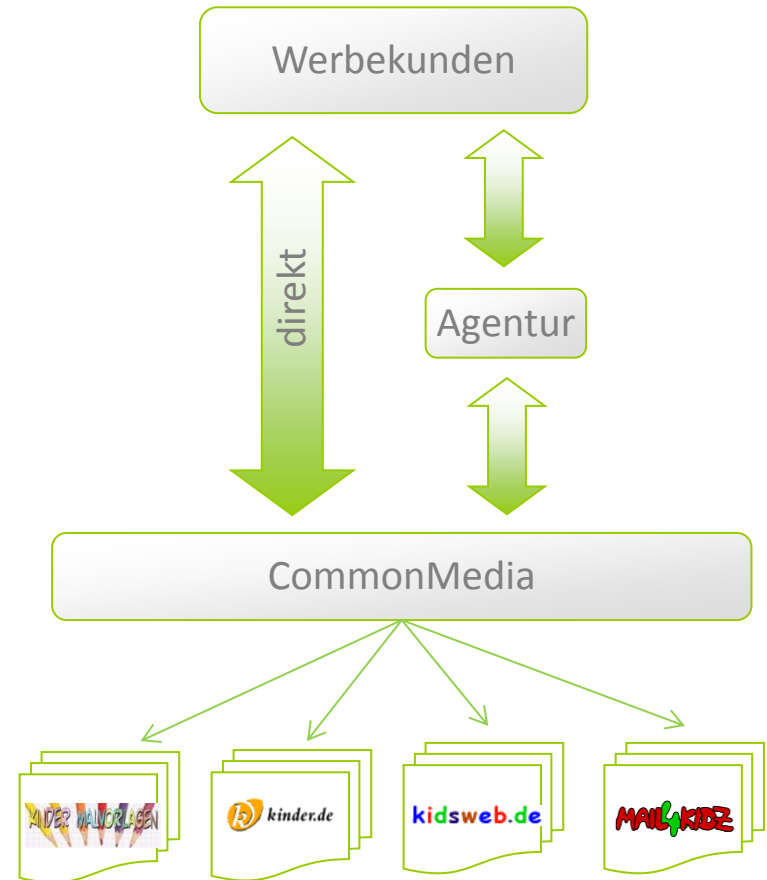 Werbekunden
direkt
Agentur
CommonMedia
KINDER MALVORLAGEN
kinder.de
kidsweb.de
MAIL4KIDZ